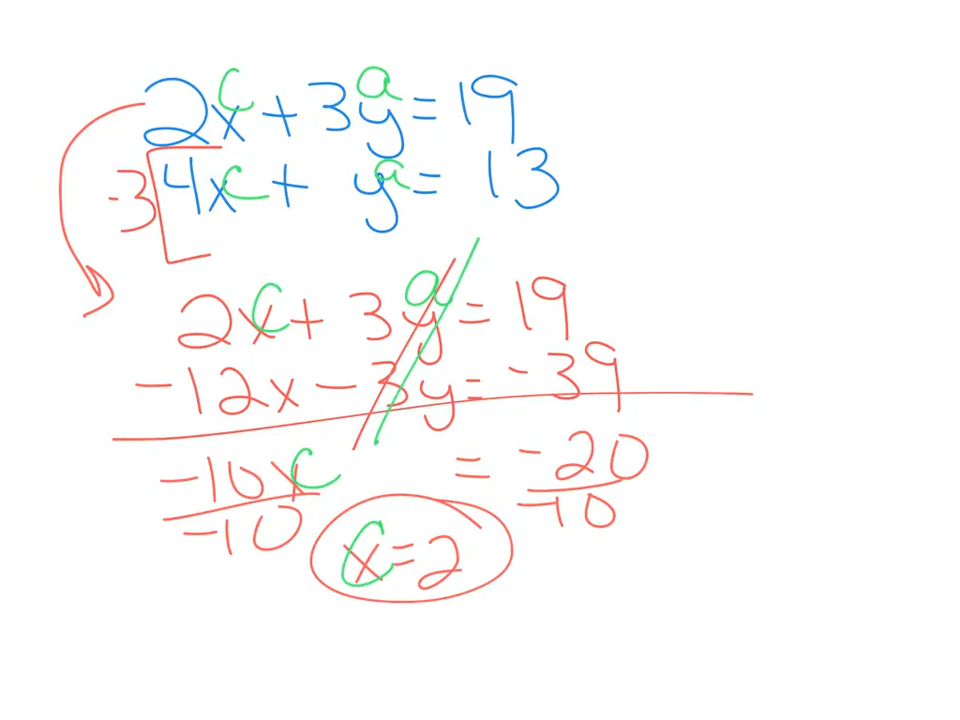 2x + 3y = 19
c a
4x + y = 13
c a
-3
2x + 3y = 19
c a
-12x - 3y = -39
-10x = -20
c
-10 -10
x = 2
c